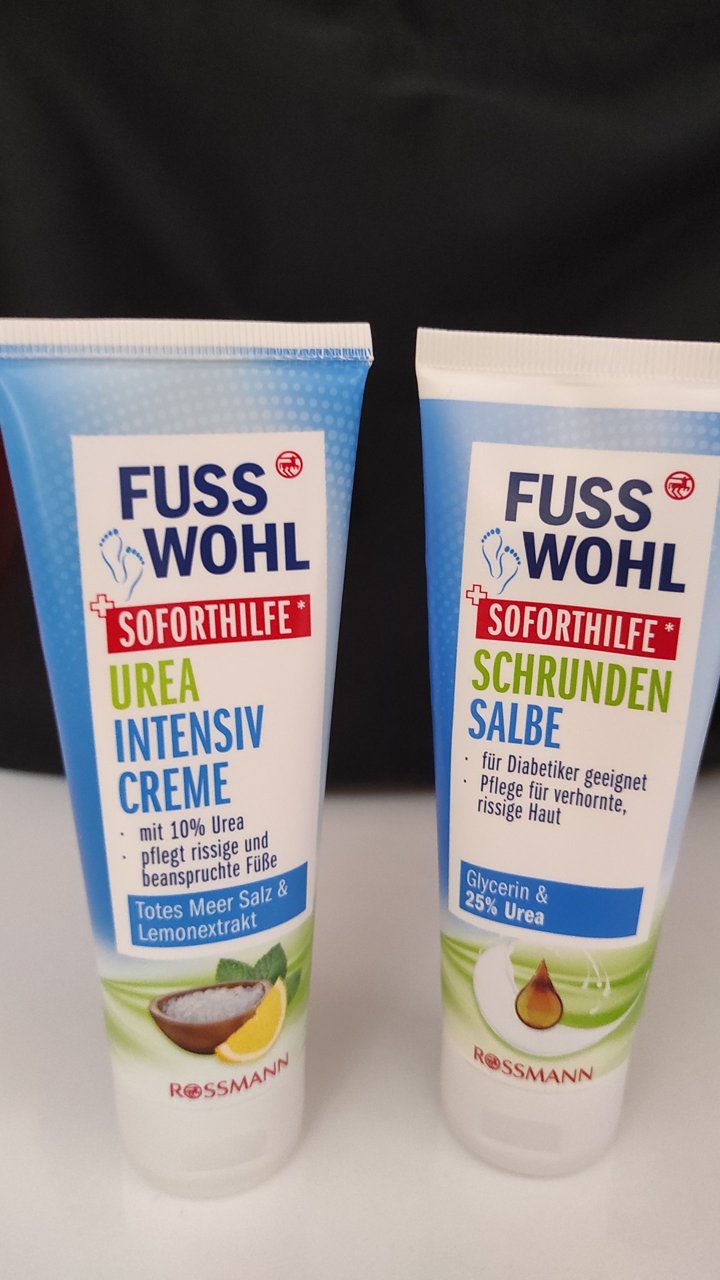 FUSS
WOHL
SOFORTHILFE*
UREA
INTENSIV
CREME
· mit 10% Urea
· pflegt rissige und
beanspruchte Füße
Totes Meer Salz &
Lemonextrakt
ROSSMANN
FUSS
WOHL
SOFORTHILFE*
SCHRUNDEN
SALBE
· für Diabetiker geeignet
· Pflege für verhornte,
rissige Haut
Glycerin &
25% Urea
ROSSMANN